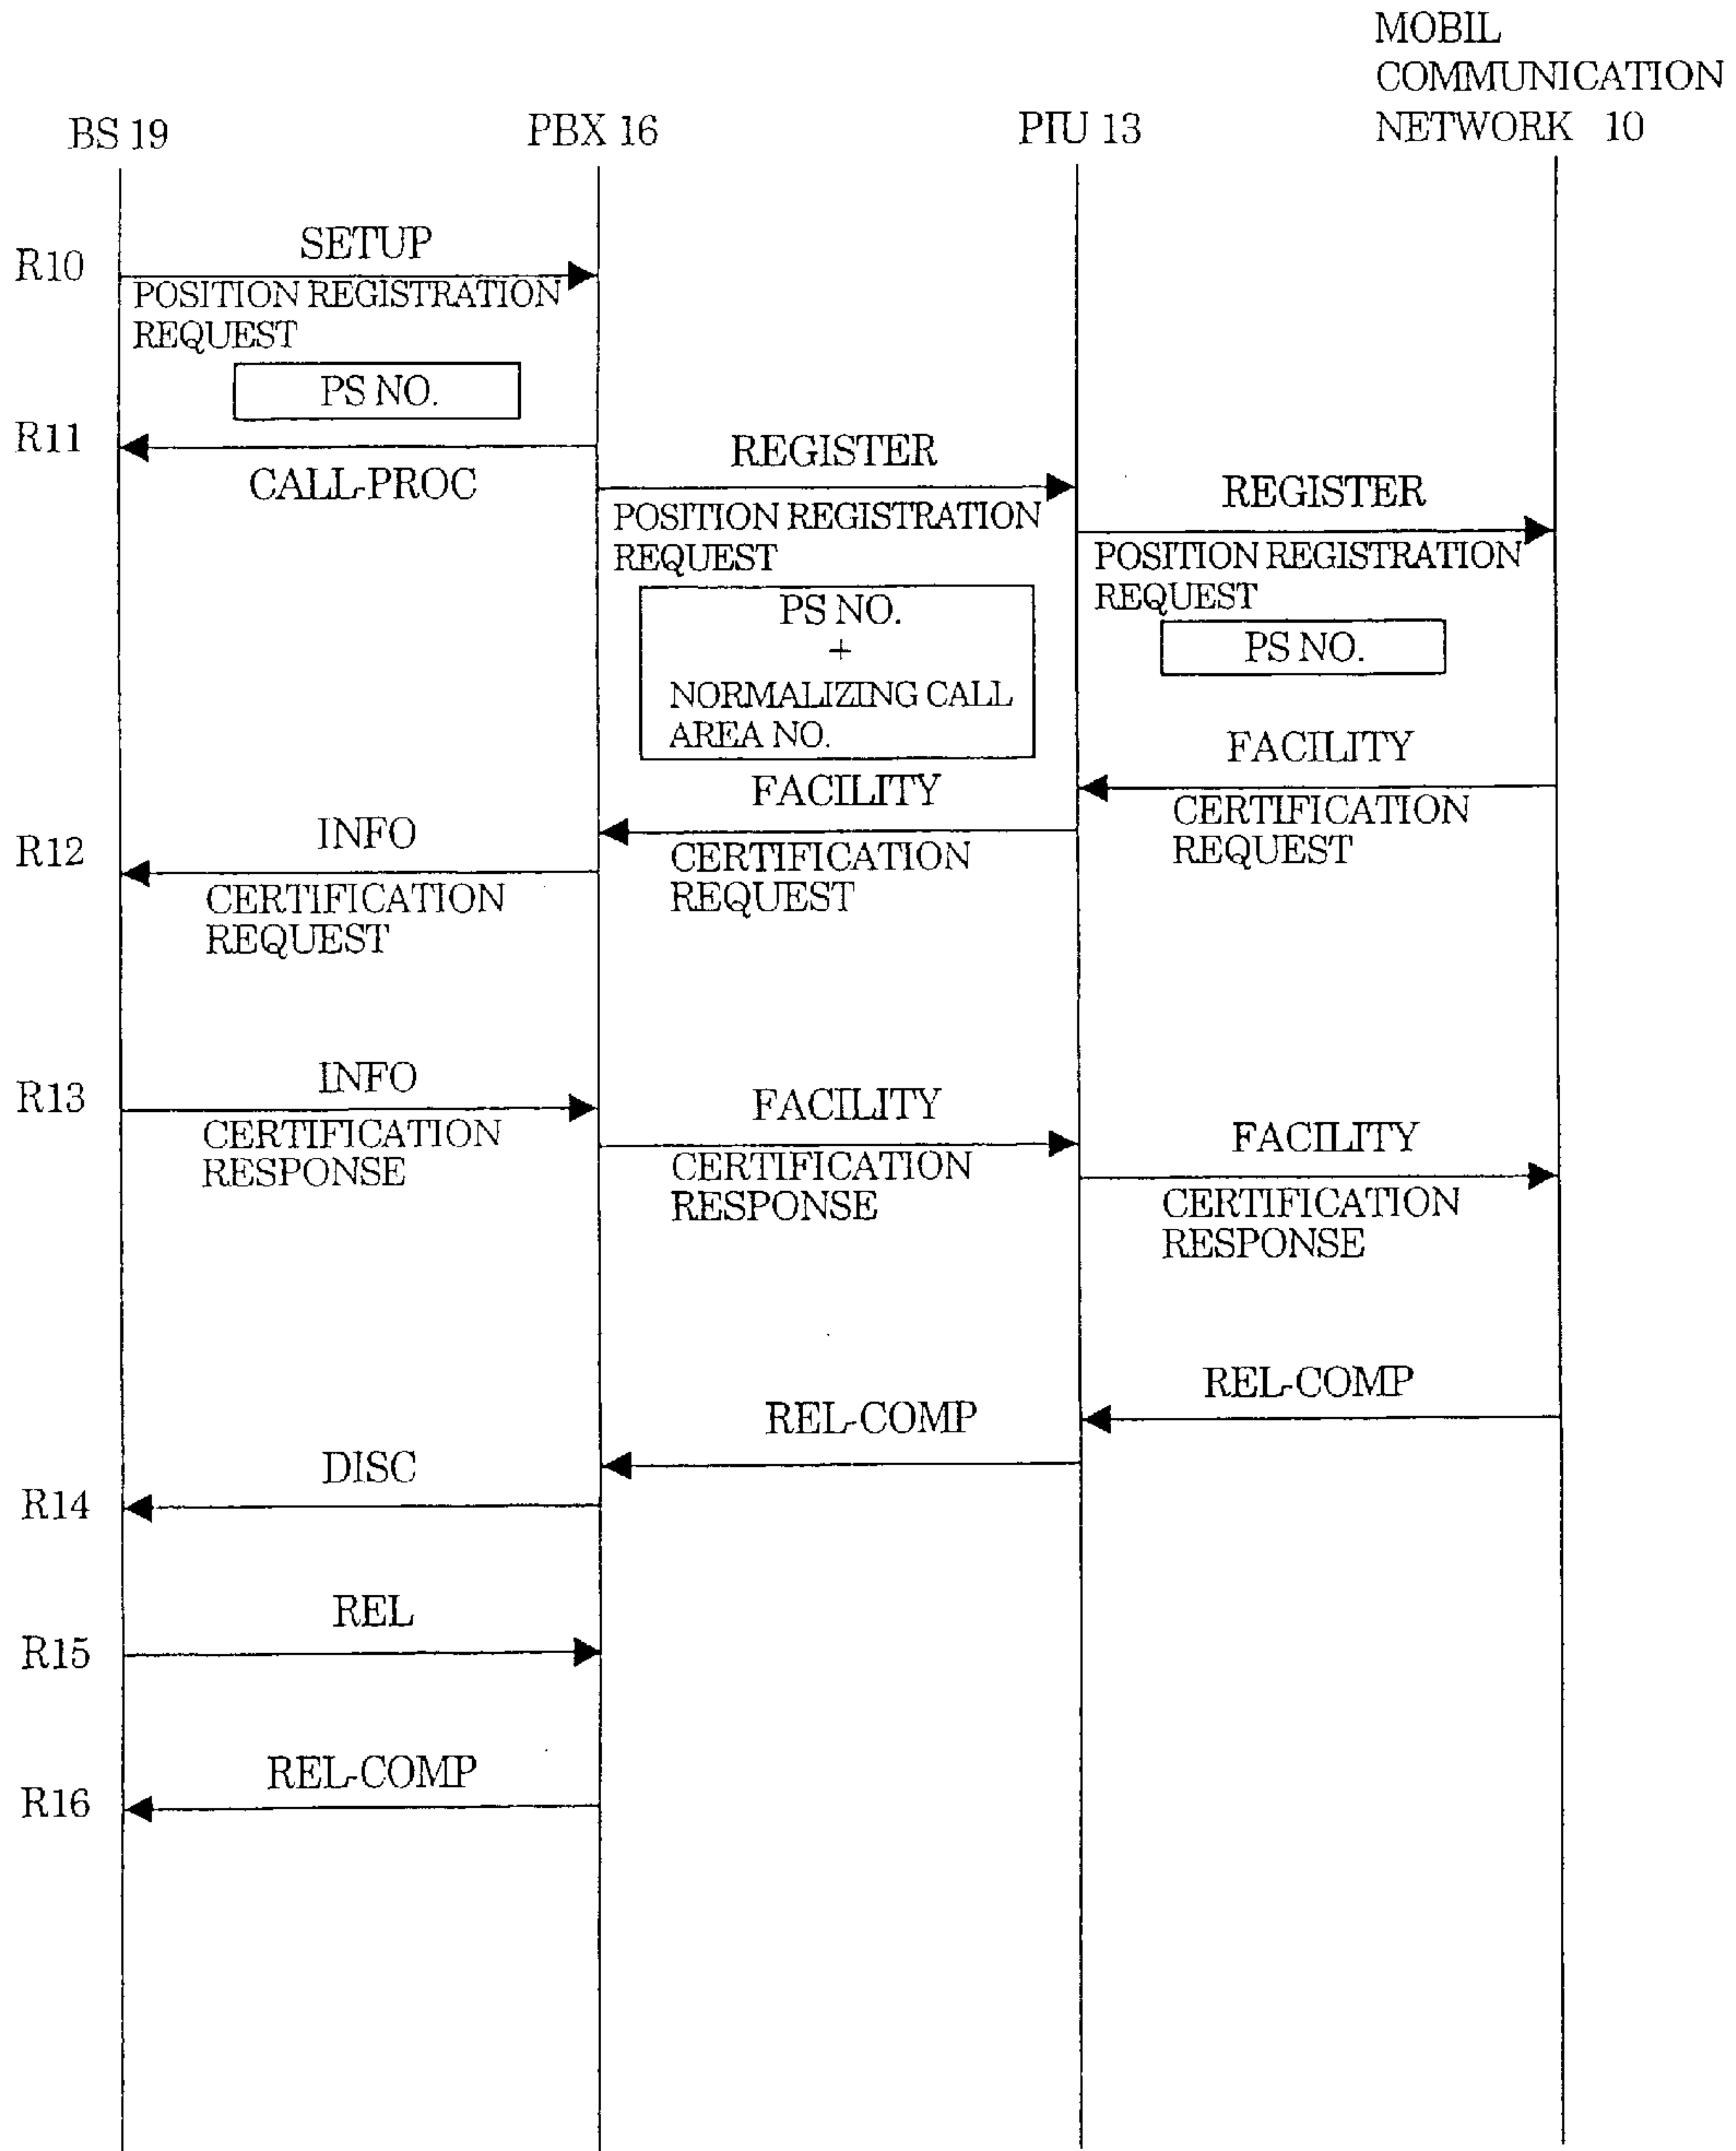 MOBIL
COMMUNICATION
NETWORK 10
BS 19
PBX 16
PIU 13
SETUP
R10
POSITION REGISTRATION
REQUEST
PS NO.
R11
CALL-PROC
REGISTER
POSITION REGISTRATION
REQUEST
PS NO.
+
NORMALIZING CALL
AREA NO.
REGISTER
POSITION REGISTRATION
REQUEST
PS NO.
FACILITY
CERTIFICATION
REQUEST
FACILITY
CERTIFICATION
REQUEST
R12
INFO
CERTIFICATION
REQUEST
R13
INFO
CERTIFICATION
RESPONSE
FACILITY
CERTIFICATION
RESPONSE
FACILITY
CERTIFICATION
RESPONSE
REL-COMP
REL-COMP
DISC
R14
REL
R15
REL-COMP
R16